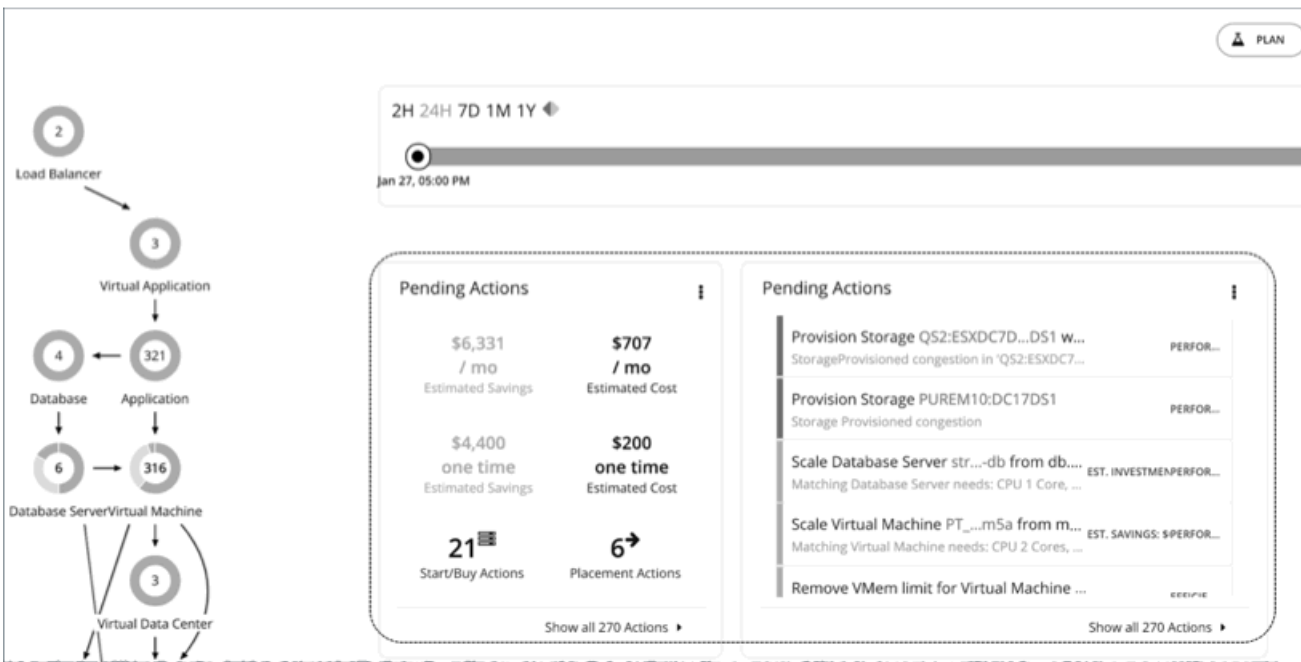 PLAN
2H 24H 7D 1M 1Y
Jan 27, 05:00 PM
2
Load Balancer
3
Virtual Application
4
321
Database
Application
6
316
Database Server
Virtual Machine
3
Virtual Data Center
Pending Actions
$6,331
/ mo
Estimated Savings
$707
/ mo
Estimated Cost
$4,400
one time
Estimated Savings
$200
one time
Estimated Cost
21
Start/Buy Actions
6
Placement Actions
Show all 270 Actions
Pending Actions
Provision Storage QS2:ESXDC7D...DS1 w...
PERFOR...
StorageProvisioned congestion in 'QS2:ESXDC7...
Provision Storage PUREM10:DC17DS1
PERFOR...
Storage Provisioned congestion
Scale Database Server str...-db from db....
EST. INVESTMEN
PERFOR...
Matching Database Server needs: CPU 1 Core, ...
Scale Virtual Machine PT_...m5a from m...
EST. SAVINGS: $
PERFOR...
Matching Virtual Machine needs: CPU 2 Cores, ...
Remove VMem limit for Virtual Machine ...
Show all 270 Actions